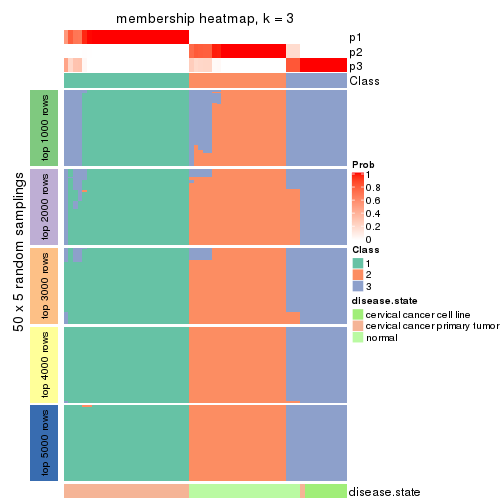 membership heatmap, k = 3
p1
p2
p3
Class
50 x 5 random samplings
top 1000 rows
top 2000 rows
top 3000 rows
top 4000 rows
top 5000 rows
Prob
1
0.8
0.6
0.4
0.2
0
Class
1
2
3
disease.state
cervical cancer cell line
cervical cancer primary tumor
normal
disease.state